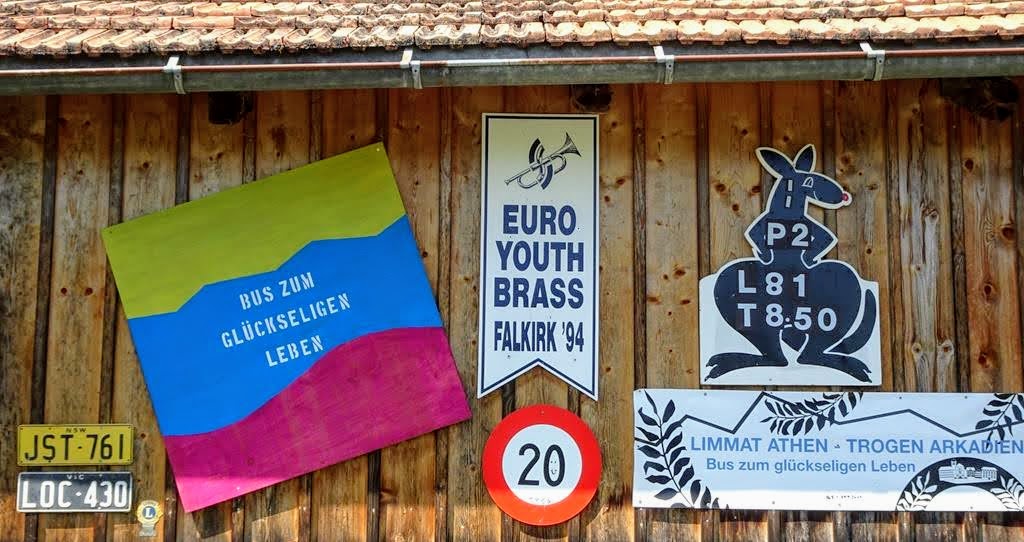 BUS ZUM
GLÜCKSELIGEN
LEBEN
NSW
JST-761
VIC
LOC·430
L
EURO
YOUTH
BRASS
FALKIRK '94
20
P2
L81
T8.50
LIMMAT ATHEN - TROGEN ARKADIEN
Bus zum glückseligen Leben